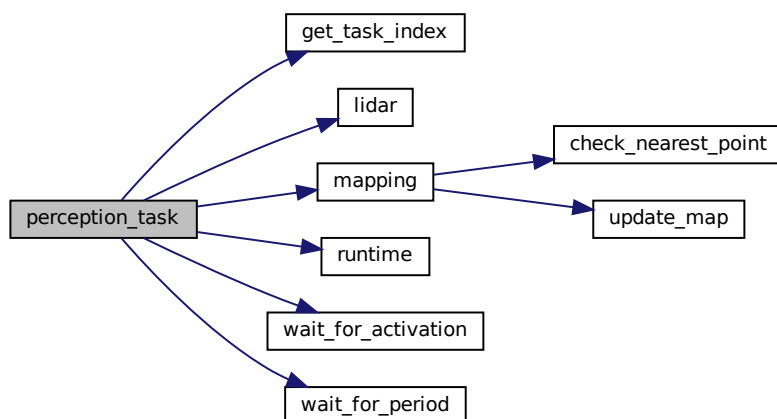 get_task_index
lidar
check_nearest_point
mapping
perception_task
update_map
runtime
wait_for_activation
wait_for_period